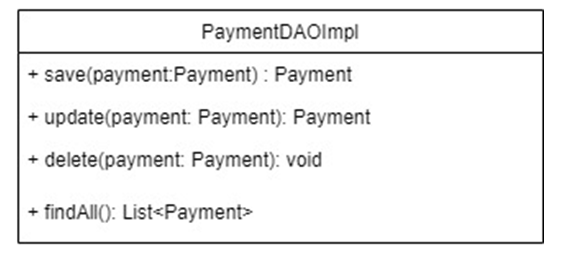 PaymentDAOImpl
+ save(payment:Payment) : Payment
+ update(payment: Payment): Payment
+ delete(payment: Payment): void
+ findAll(): List<Payment>